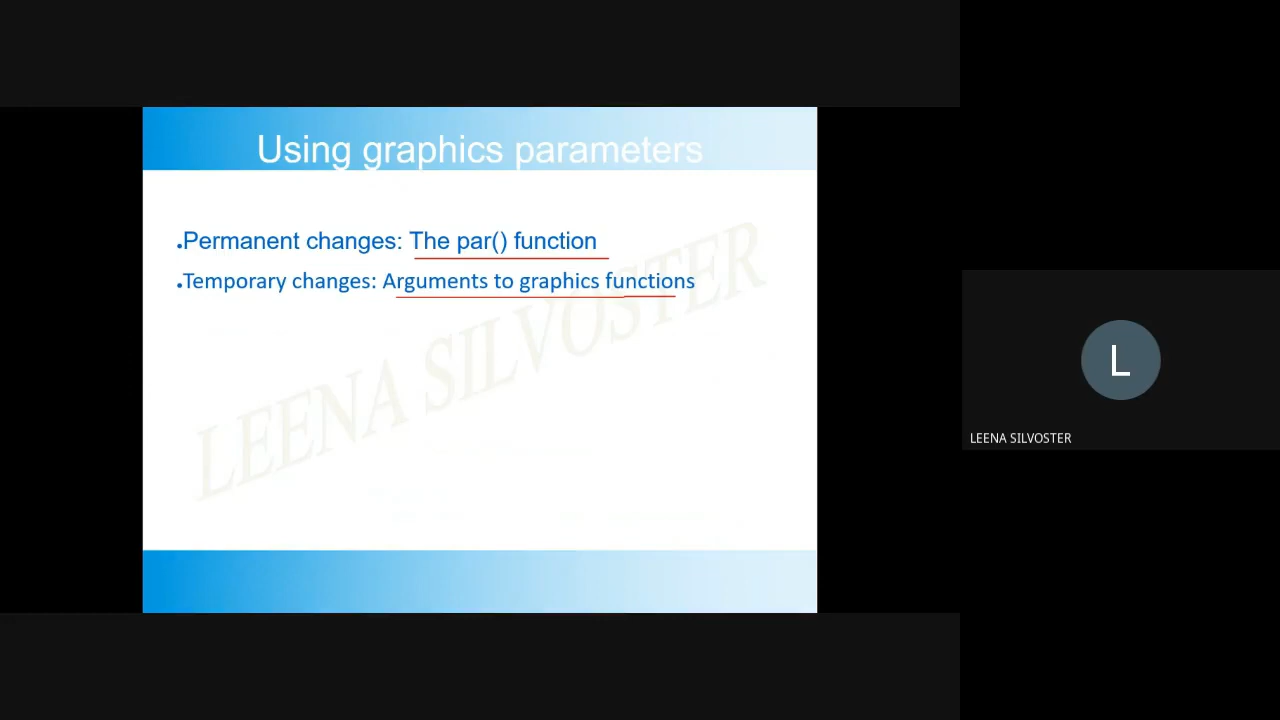 Using graphics parameters
•Permanent changes: The par() function
•Temporary changes: Arguments to graphics functions
LEENA SILVOSTER
L
LEENA SILVOSTER